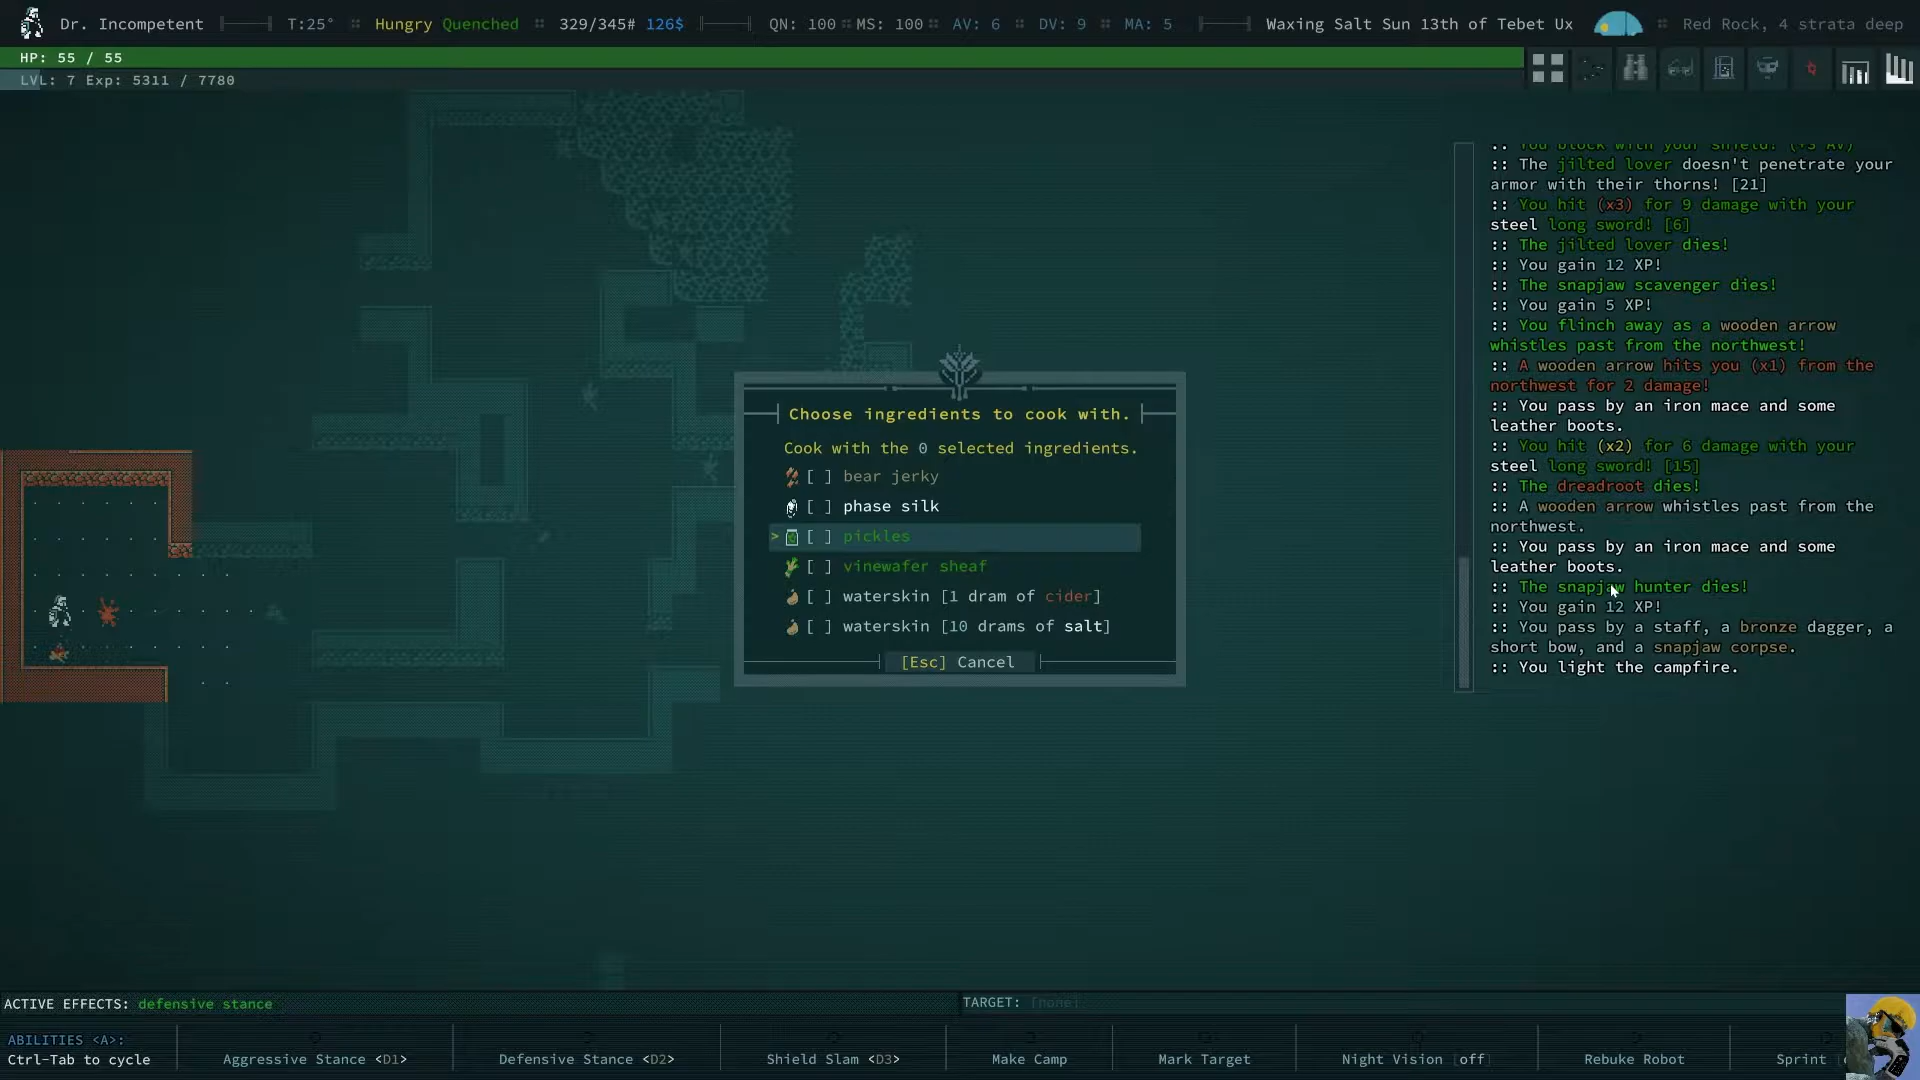 Dr. Incompetent T:25° Hungry Quenched 329/345# 126$ QN: 100 MS: 100 AV: 6 DV: 9 MA: 5 Waxing Salt Sun 13th of Tebet Ux Red Rock, 4 strata deep
HP: 55 / 55
LVL: 7 Exp: 5311 / 7780
Choose ingredients to cook with.
Cook with the 0 selected ingredients.
[ ] bear jerky
[ ] phase silk
> [ ] pickles
[ ] vinewafer sheaf
[ ] waterskin [1 dram of cider]
[ ] waterskin [10 drams of salt]
[Esc] Cancel
:: You block with your shield! (+3 AV)
:: The jilted lover doesn't penetrate your
armor with their thorns! [21]
:: You hit (x3) for 9 damage with your
steel long sword! [6]
:: The jilted lover dies!
:: You gain 12 XP!
:: The snapjaw scavenger dies!
:: You gain 5 XP!
:: You flinch away as a wooden arrow
whistles past from the northwest!
:: A wooden arrow hits you (x1) from the
northwest for 2 damage!
:: You pass by an iron mace and some
leather boots.
:: You hit (x2) for 6 damage with your
steel long sword! [15]
:: The dreadroot dies!
:: A wooden arrow whistles past from the
northwest.
:: You pass by an iron mace and some
leather boots.
:: The snapjaw hunter dies!
:: You gain 12 XP!
:: You pass by a staff, a bronze dagger, a
short bow, and a snapjaw corpse.
:: You light the campfire.
ACTIVE EFFECTS: defensive stance
TARGET: [none]
ABILITIES <A>:
Ctrl-Tab to cycle
Aggressive Stance <D1>
Defensive Stance <D2>
Shield Slam <D3>
Make Camp
Mark Target
Night Vision [off]
Rebuke Robot
Sprint